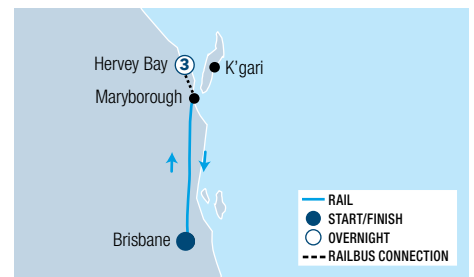 Hervey Bay 3
K'gari
Maryborough
Brisbane
RAIL
START/FINISH
OVERNIGHT
RAILBUS CONNECTION